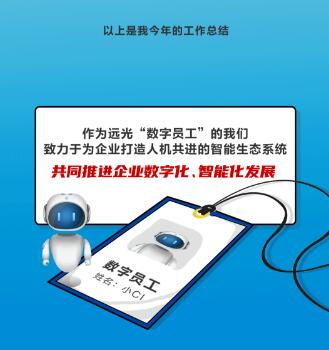 以上是我今年的工作总结
作为远光“数字员工”的我们
致力于为企业打造人机共进的智能生态系统
共同推进企业数字化、智能化发展
数字员工
姓名：小CI